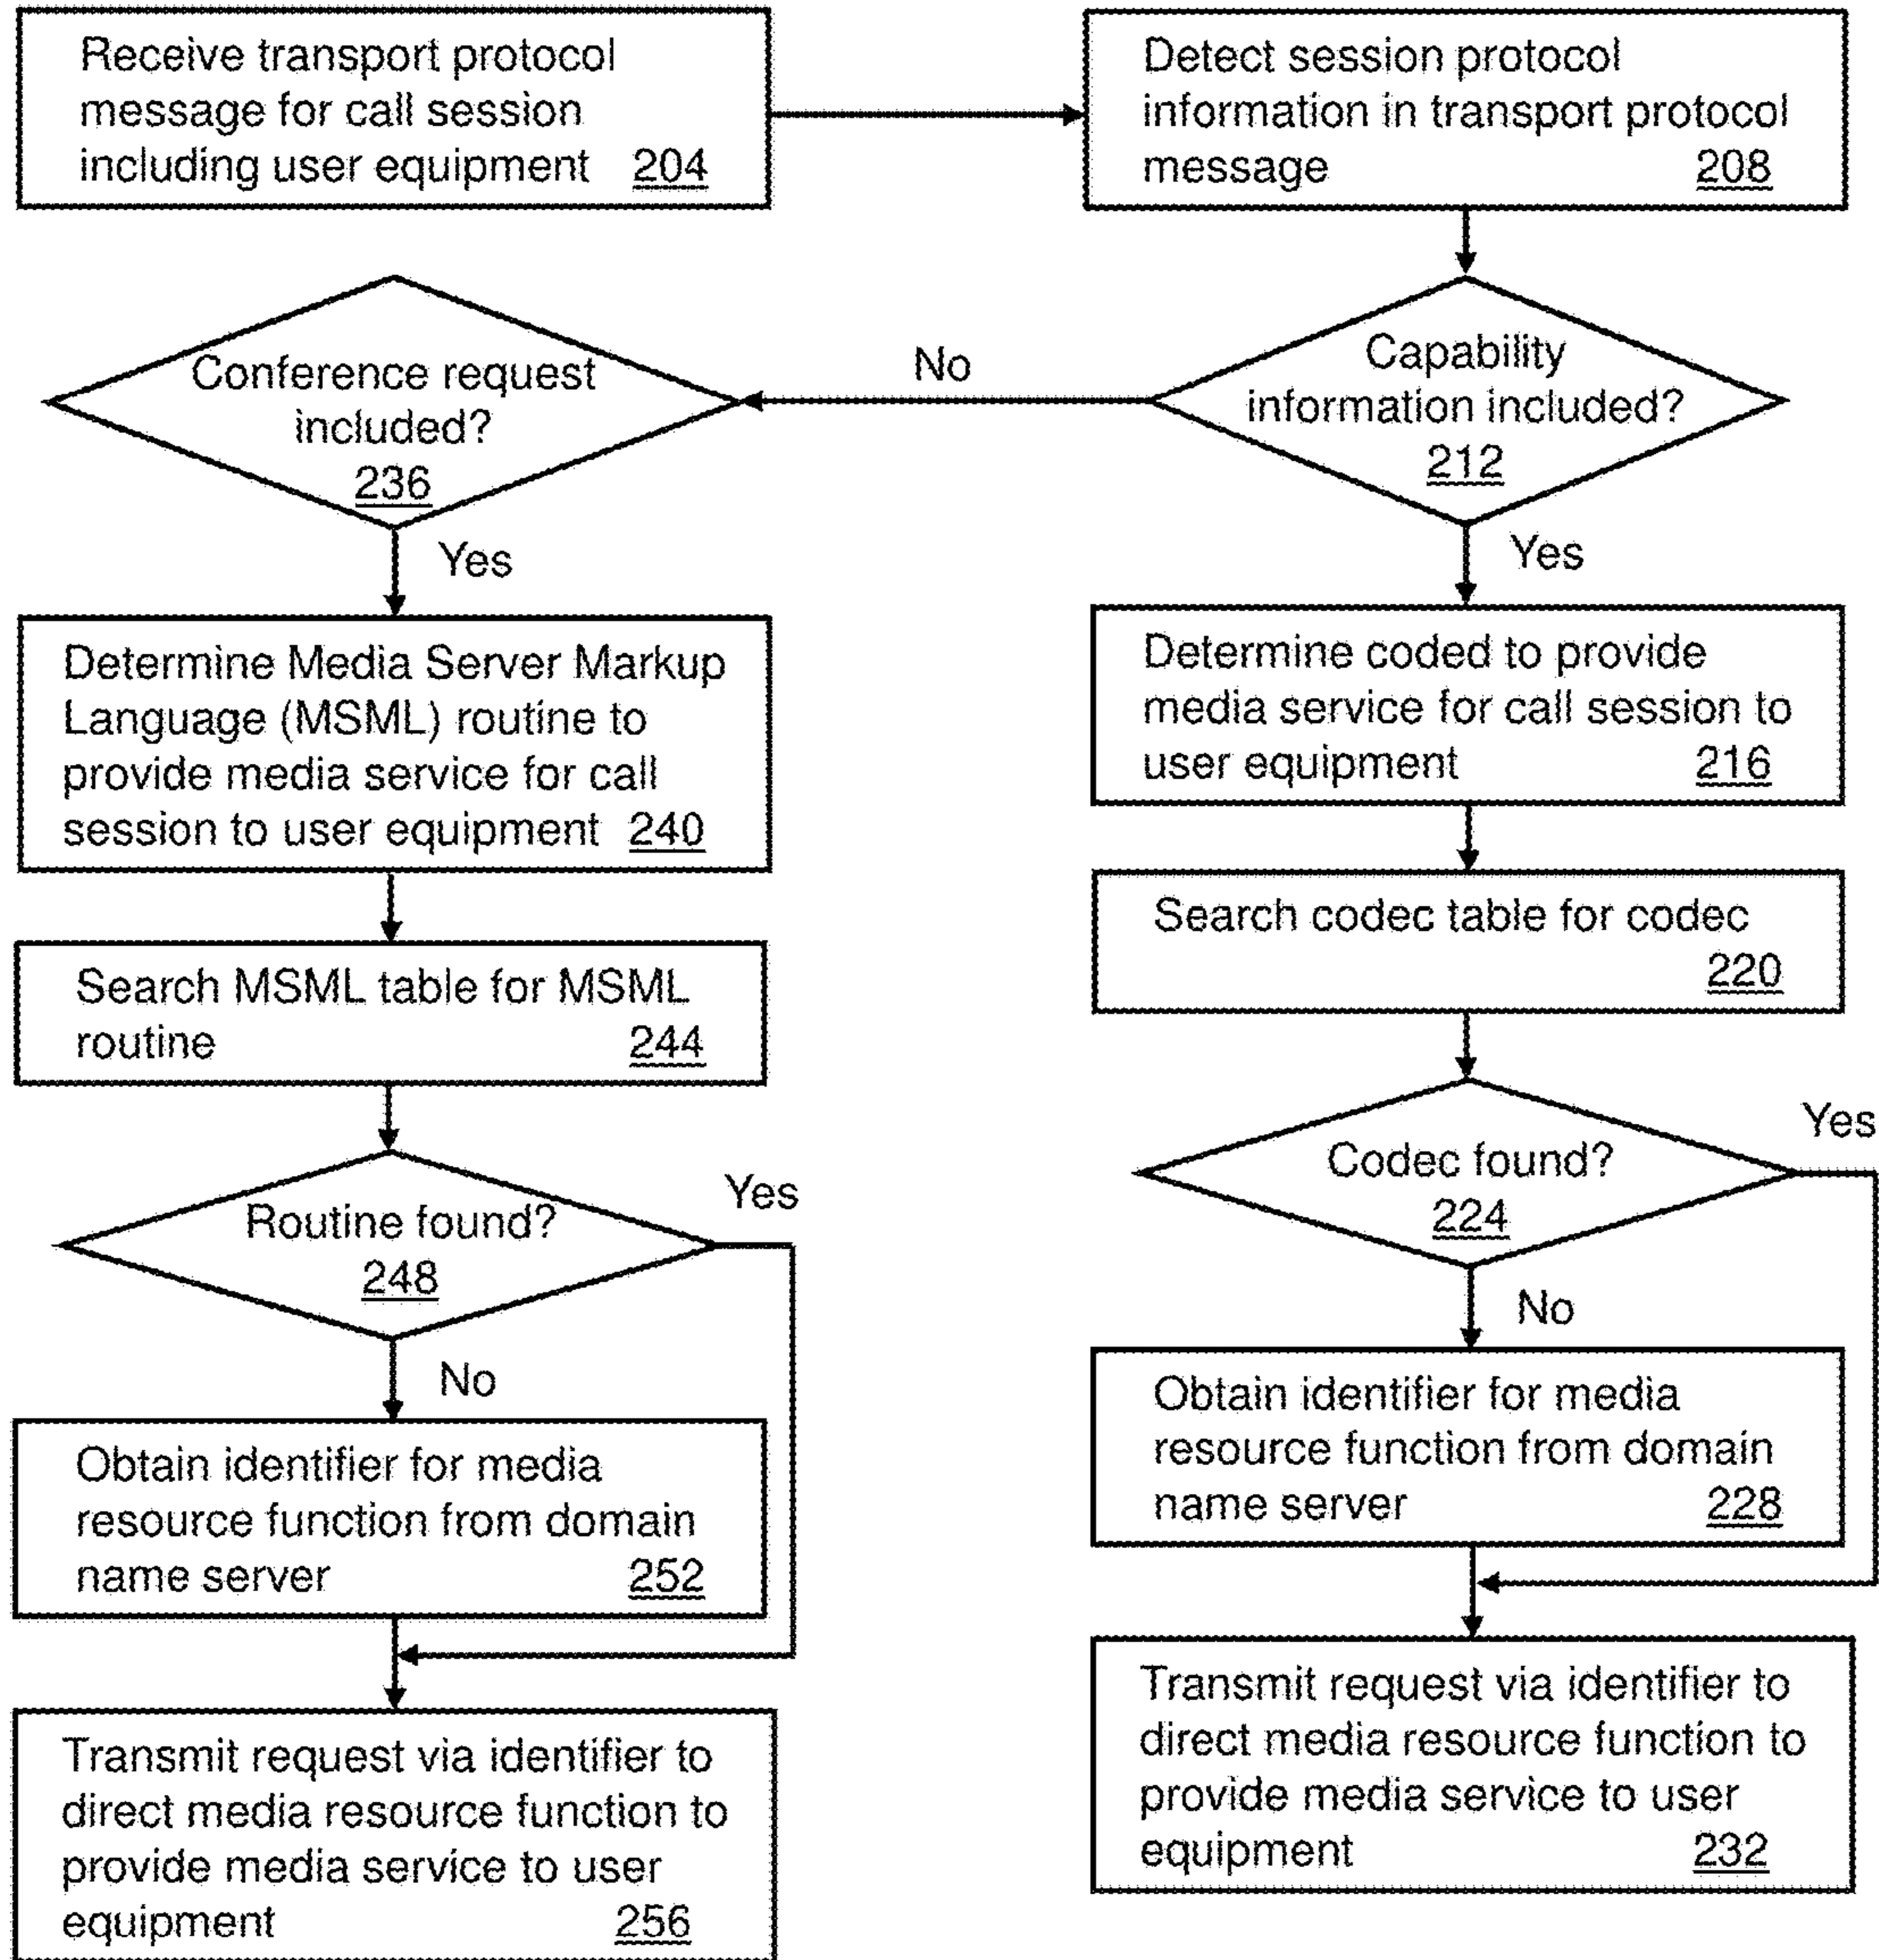 Receive transport protocol
message for call session
including user equipment 204
Detect session protocol
information in transport protocol
message 208
Capability
information included?
212
No
Yes
Conference request
included?
236
Yes
Determine coded to provide
media service for call session to
user equipment 216
Search codec table for codec
220
Codec found?
224
Yes
No
Obtain identifier for media
resource function from domain
name server 228
Transmit request via identifier to
direct media resource function to
provide media service to user
equipment 232
Determine Media Server Markup
Language (MSML) routine to
provide media service for call
session to user equipment 240
Search MSML table for MSML
routine 244
Routine found?
248
Yes
No
Obtain identifier for media
resource function from domain
name server 252
Transmit request via identifier to
direct media resource function to
provide media service to user
equipment 256